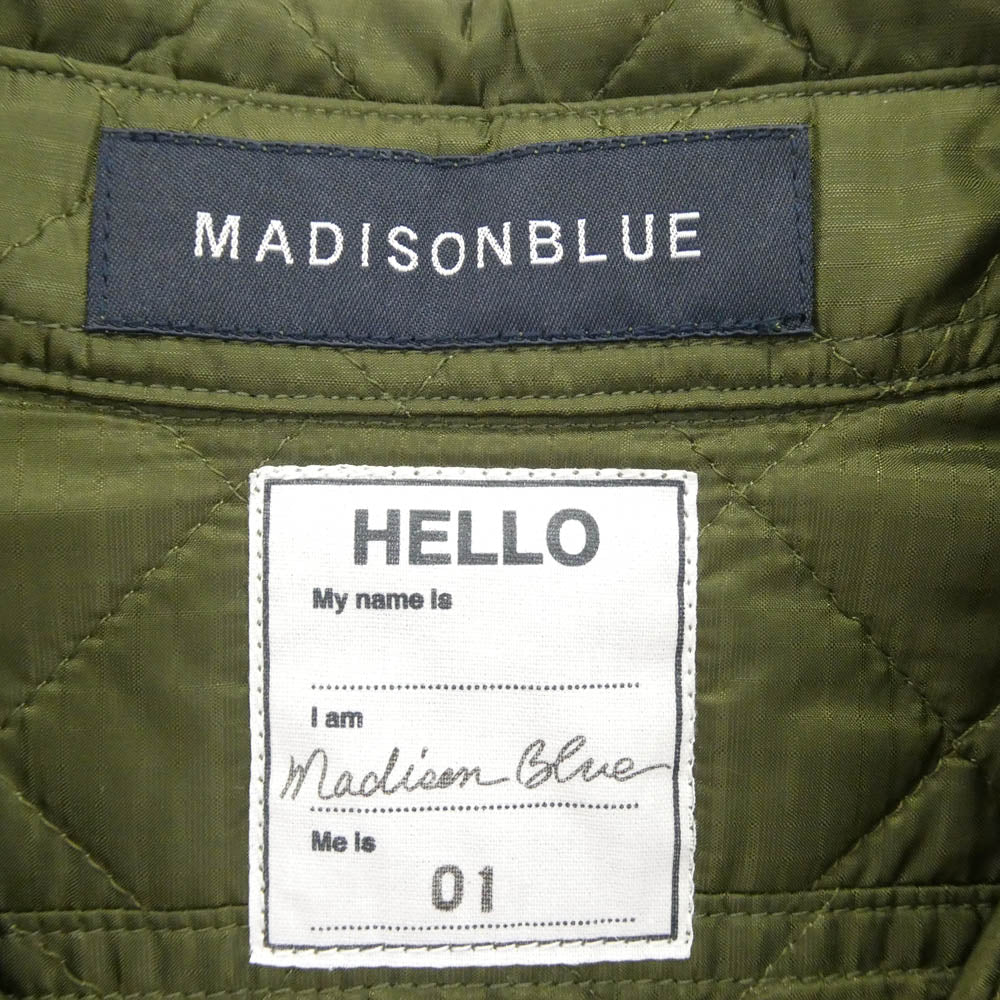 MADISONBLUE
HELLO
My name is
I am
Madison Blue
Me is
01